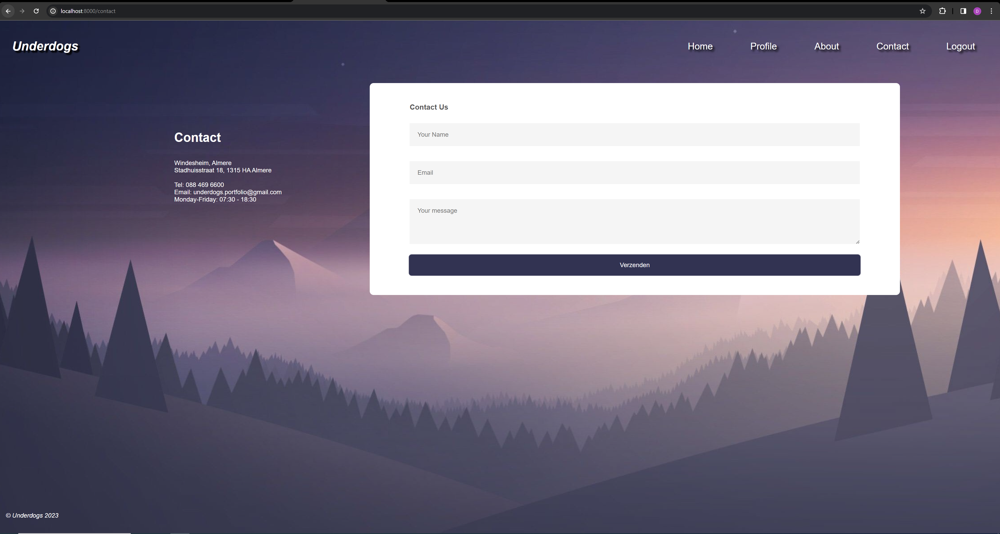 localhost:8000/contact
Underdogs
Home Profile About Contact Logout
Contact
Windesheim, Almere
Stadhuisstraat 18, 1315 HA Almere
Tel: 088 469 6600
Email: underdogs.portfolio@gmail.com
Monday-Friday: 07:30 - 18:30
Contact Us
Your Name
Email
Your message
Verzenden
© Underdogs 2023
D